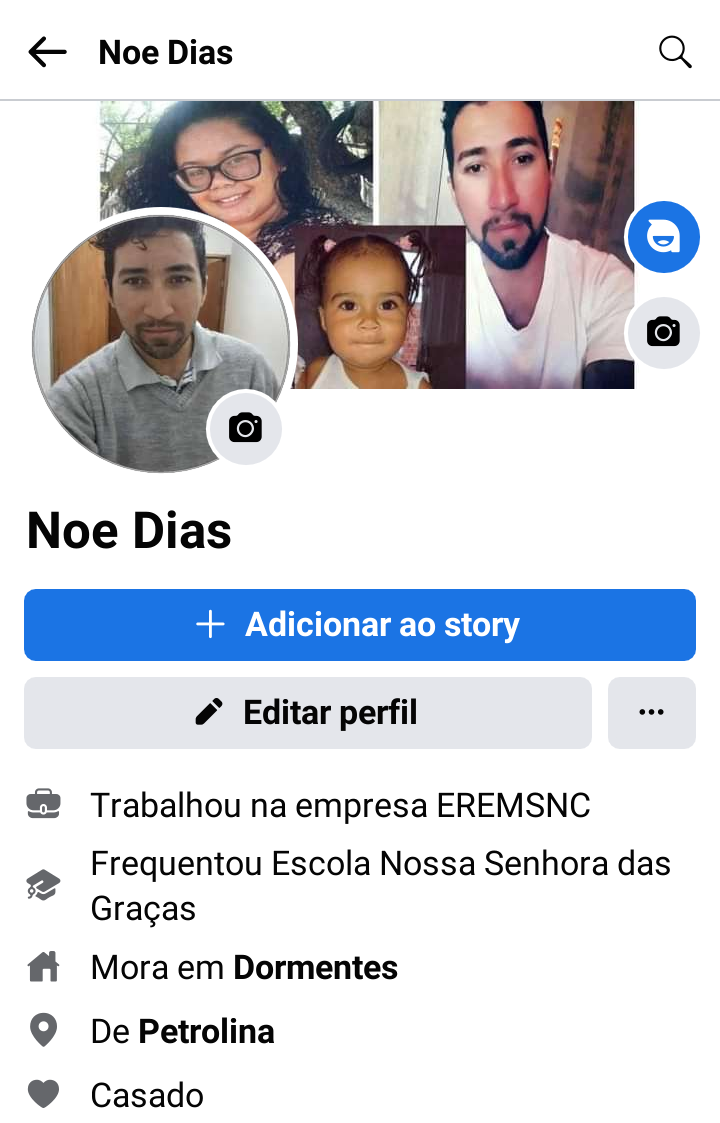 Noe Dias
Noe Dias
Adicionar ao story
Editar perfil
Trabalhou na empresa EREMSNC
Frequentou Escola Nossa Senhora das
Graças
Mora em Dormentes
De Petrolina
Casado